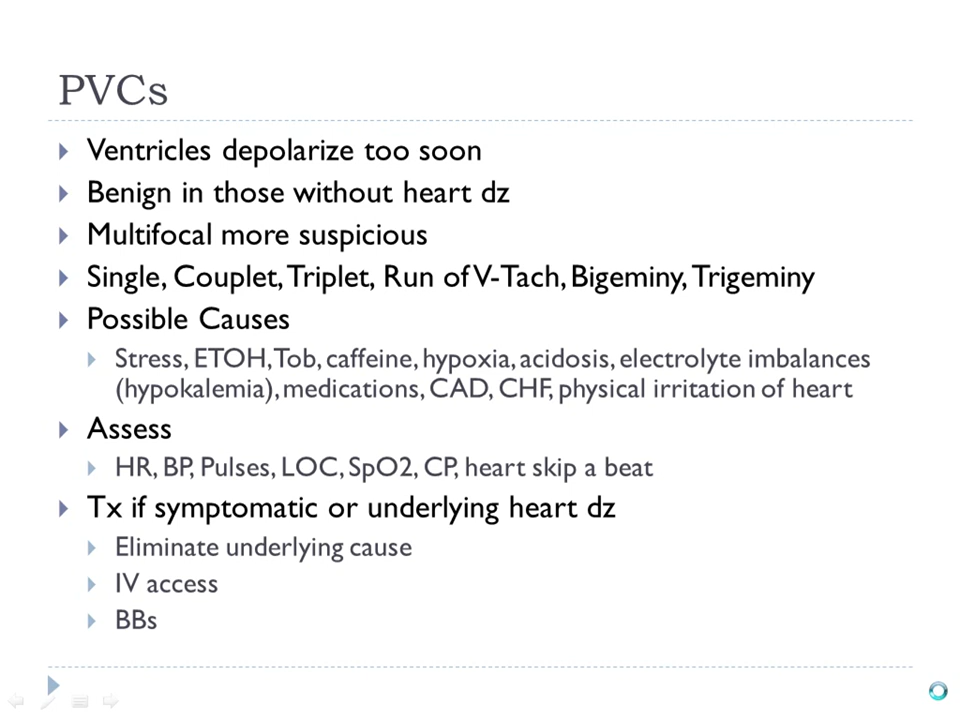 PVCs
Ventricles depolarize too soon
Benign in those without heart dz
Multifocal more suspicious
Single, Couplet, Triplet, Run of V-Tach, Bigeminy, Trigeminy
Possible Causes
Stress, ETOH, Tob, caffeine, hypoxia, acidosis, electrolyte imbalances
(hypokalemia), medications, CAD, CHF, physical irritation of heart
Assess
HR, BP, Pulses, LOC, SpO2, CP, heart skip a beat
Tx if symptomatic or underlying heart dz
Eliminate underlying cause
IV access
BBs